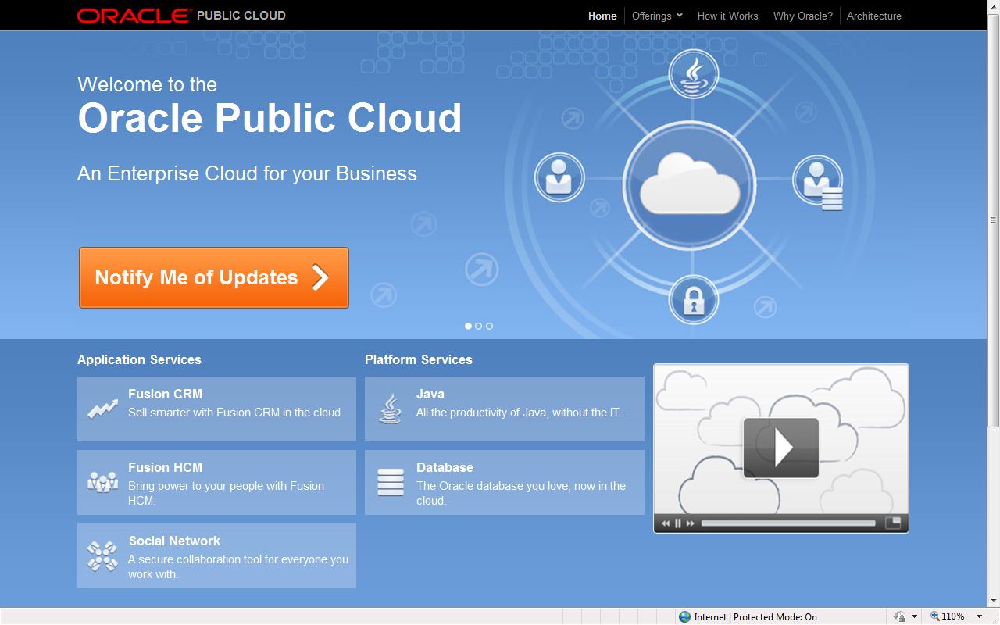 ORACLE PUBLIC CLOUD
Home Offerings How it Works Why Oracle? Architecture
Welcome to the
Oracle Public Cloud
An Enterprise Cloud for your Business
Notify Me of Updates
Application Services
Fusion CRM
Sell smarter with Fusion CRM in the cloud.
Fusion HCM
Bring power to your people with Fusion
HCM.
Social Network
A secure collaboration tool for everyone you
work with.
Platform Services
Java
All the productivity of Java, without the IT.
Database
The Oracle database you love, now in the
cloud.
Internet | Protected Mode: On
110%